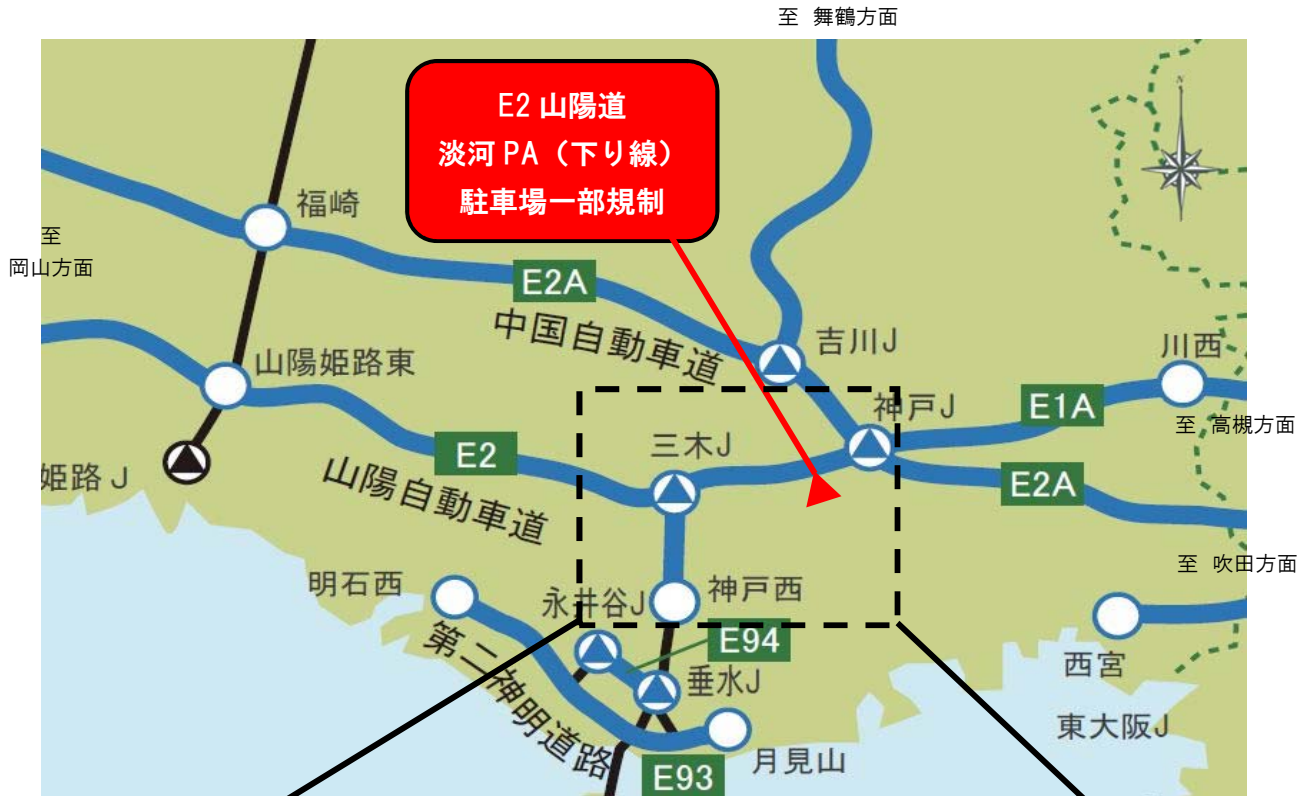 至 舞鶴方面
E2 山陽道
淡河 PA（下り線）
駐車場一部規制
N
福崎
至
岡山方面
E2A
中国自動車道
吉川J
川西
山陽姫路東
神戸J
E1A
至 高槻方面
三木J
E2
姫路J
山陽自動車道
E2A
至 吹田方面
明石西
永井谷J
神戸西
E94
第二神明道路
垂水J
西宮
東大阪J
月見山
E93